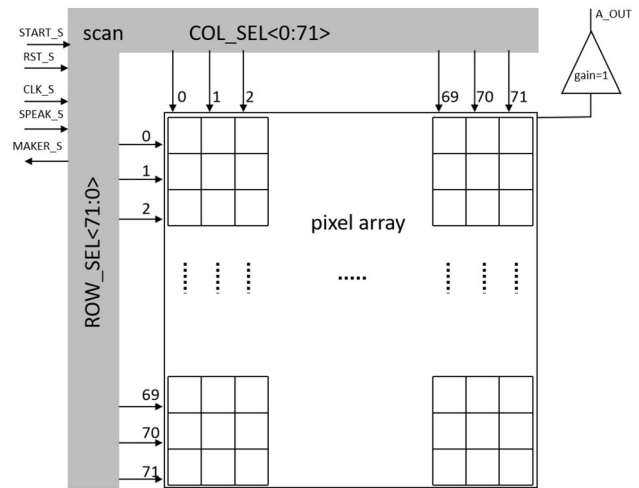 START_S
scan
COL_SEL<0:71>
A_OUT
RST_S
gain=1
CLK_S
0
1
2
69
70
71
SPEAK_S
MAKER_S
0
1
2
pixel array
ROW_SEL<71:0>
69
70
71